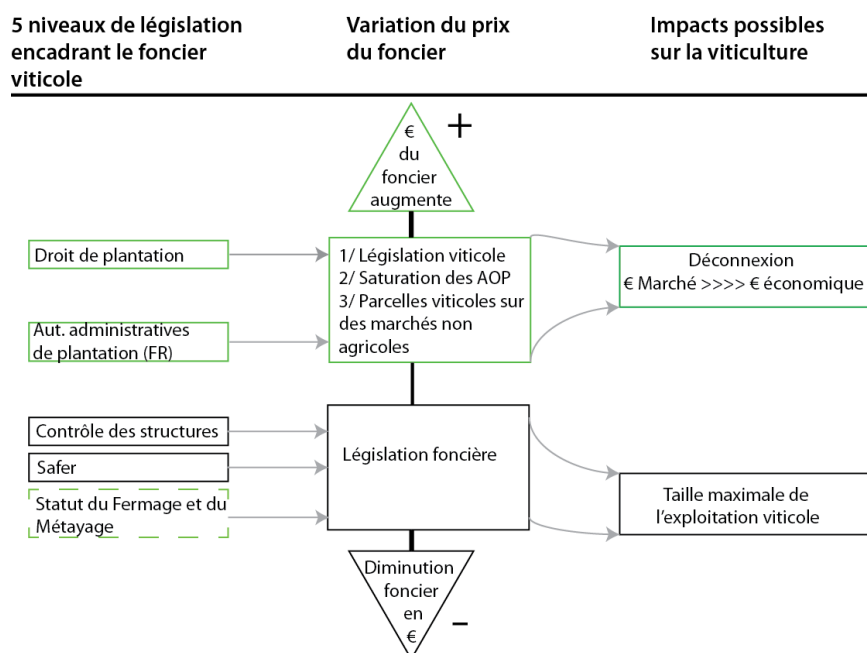 5 niveaux de législation
encadrant le foncier
viticole
Variation du prix
du foncier
Impacts possibles
sur la viticulture
+
€
du
foncier
augmente
Droit de plantation
Aut. administratives
de plantation (FR)
1/ Législation viticole
2/ Saturation des AOP
3/ Parcelles viticoles sur
des marchés non
agricoles
Déconnexion
€ Marché >>>> € économique
Contrôle des structures
Safer
Statut du Fermage et du
Métayage
Législation foncière
Taille maximale de
l'exploitation viticole
Diminution
foncier
en
€
-